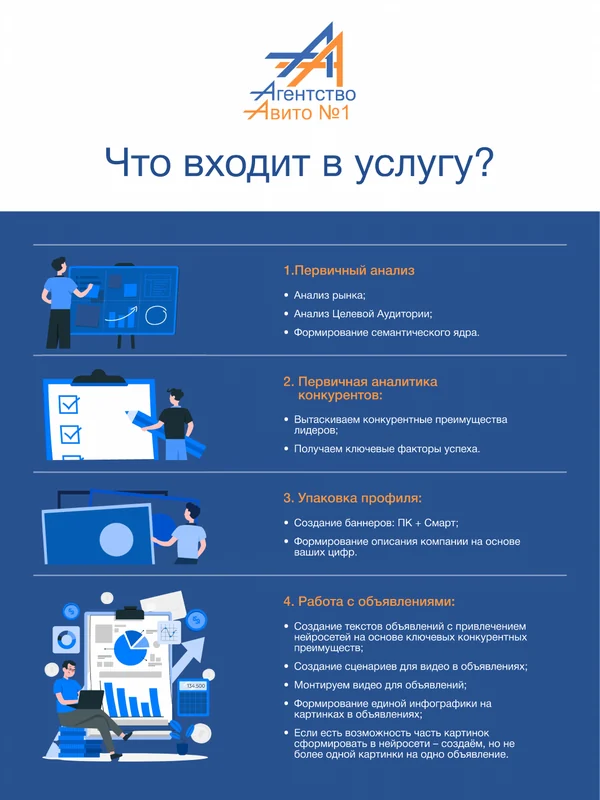 Агентство
Авито №1
Что входит в услугу?
1.Первичный анализ
• Анализ рынка;
• Анализ Целевой Аудитории;
• Формирование семантического ядра.
2. Первичная аналитика
конкурентов:
• Вытаскиваем конкурентные преимущества
лидеров;
• Получаем ключевые факторы успеха.
3. Упаковка профиля:
• Создание баннеров: ПК + Смарт;
• Формирование описания компании на основе
ваших цифр.
4. Работа с объявлениями:
• Создание текстов объявлений с привлечением
нейросетей на основе ключевых конкурентных
преимуществ;
• Создание сценариев для видео в объявлениях;
• Монтируем видео для объявлений;
• Формирование единой инфографики на
картинках в объявлениях;
• Если есть возможность часть картинок
сформировать в нейросети – создаём, но не
более одной картинки на одно объявление.
134,500